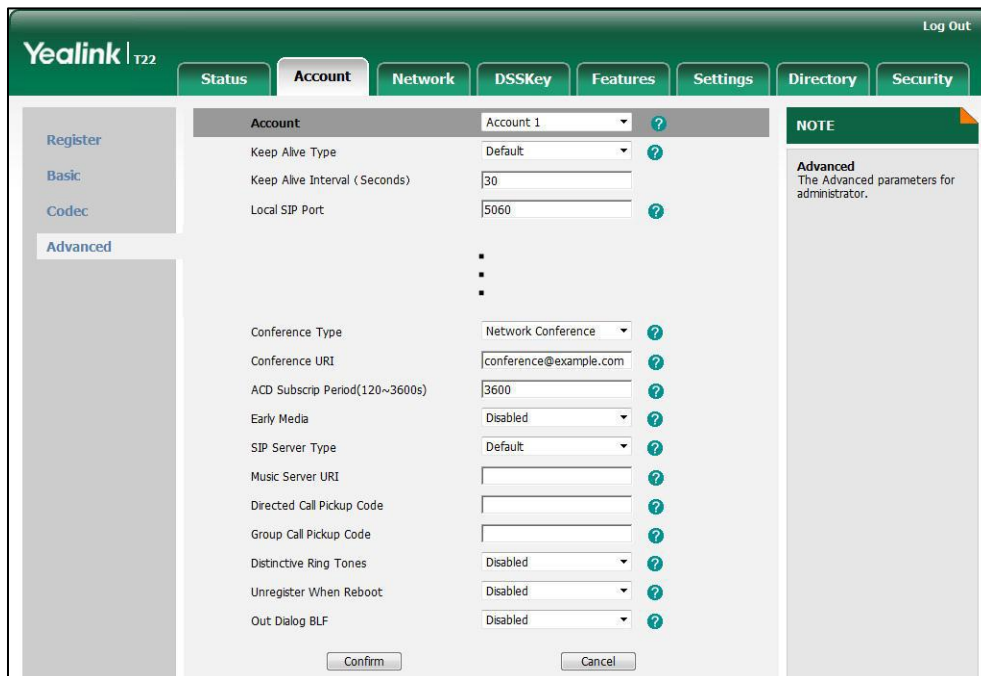 Log Out
Yealink T22
Status Account Network DSSKey Features Settings Directory Security
Register
Basic
Codec
Advanced
Account Account 1 ?
Keep Alive Type Default ?
Keep Alive Interval (Seconds) 30
Local SIP Port 5060 ?
Conference Type Network Conference ?
Conference URI conference@example.com ?
ACD Subscrip Period(120~3600s) 3600 ?
Early Media Disabled ?
SIP Server Type Default ?
Music Server URI ?
Directed Call Pickup Code ?
Group Call Pickup Code ?
Distinctive Ring Tones Disabled ?
Unregister When Reboot Disabled ?
Out Dialog BLF Disabled ?
Confirm Cancel
NOTE
Advanced
The Advanced parameters for
administrator.